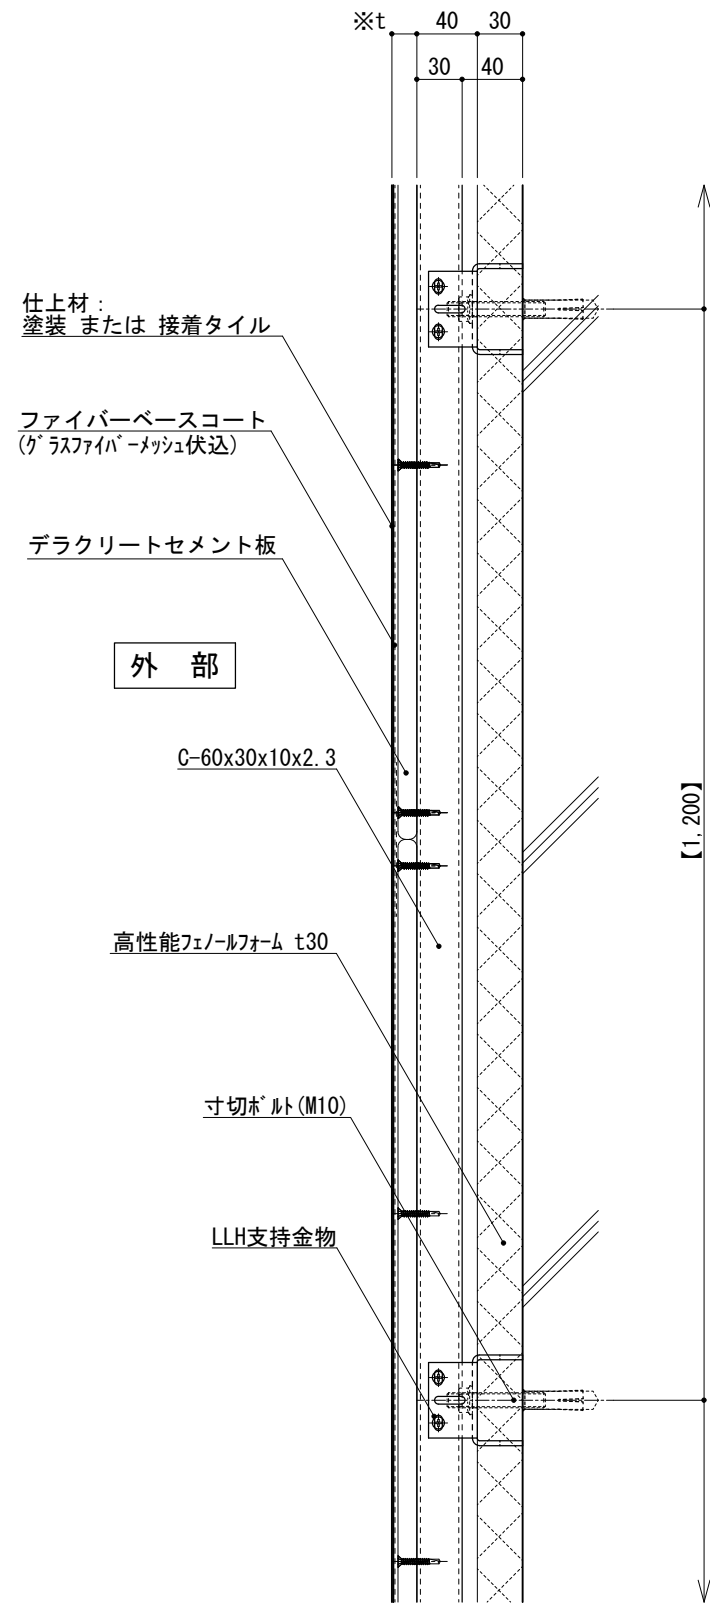 ※t 40 30
30 40
仕上材：
塗装 または 接着タイル
ファイバーベースコート
(ｸﾞﾗｽﾌｧｲﾊﾞｰﾒｯｼｭ伏込)
デラクリートセメント板
外 部
C-60x30x10x2.3
【1,200】
高性能ﾌｪﾉｰﾙﾌｫｰﾑ t30
寸切ﾎﾞﾙﾄ(M10)
LLH支持金物